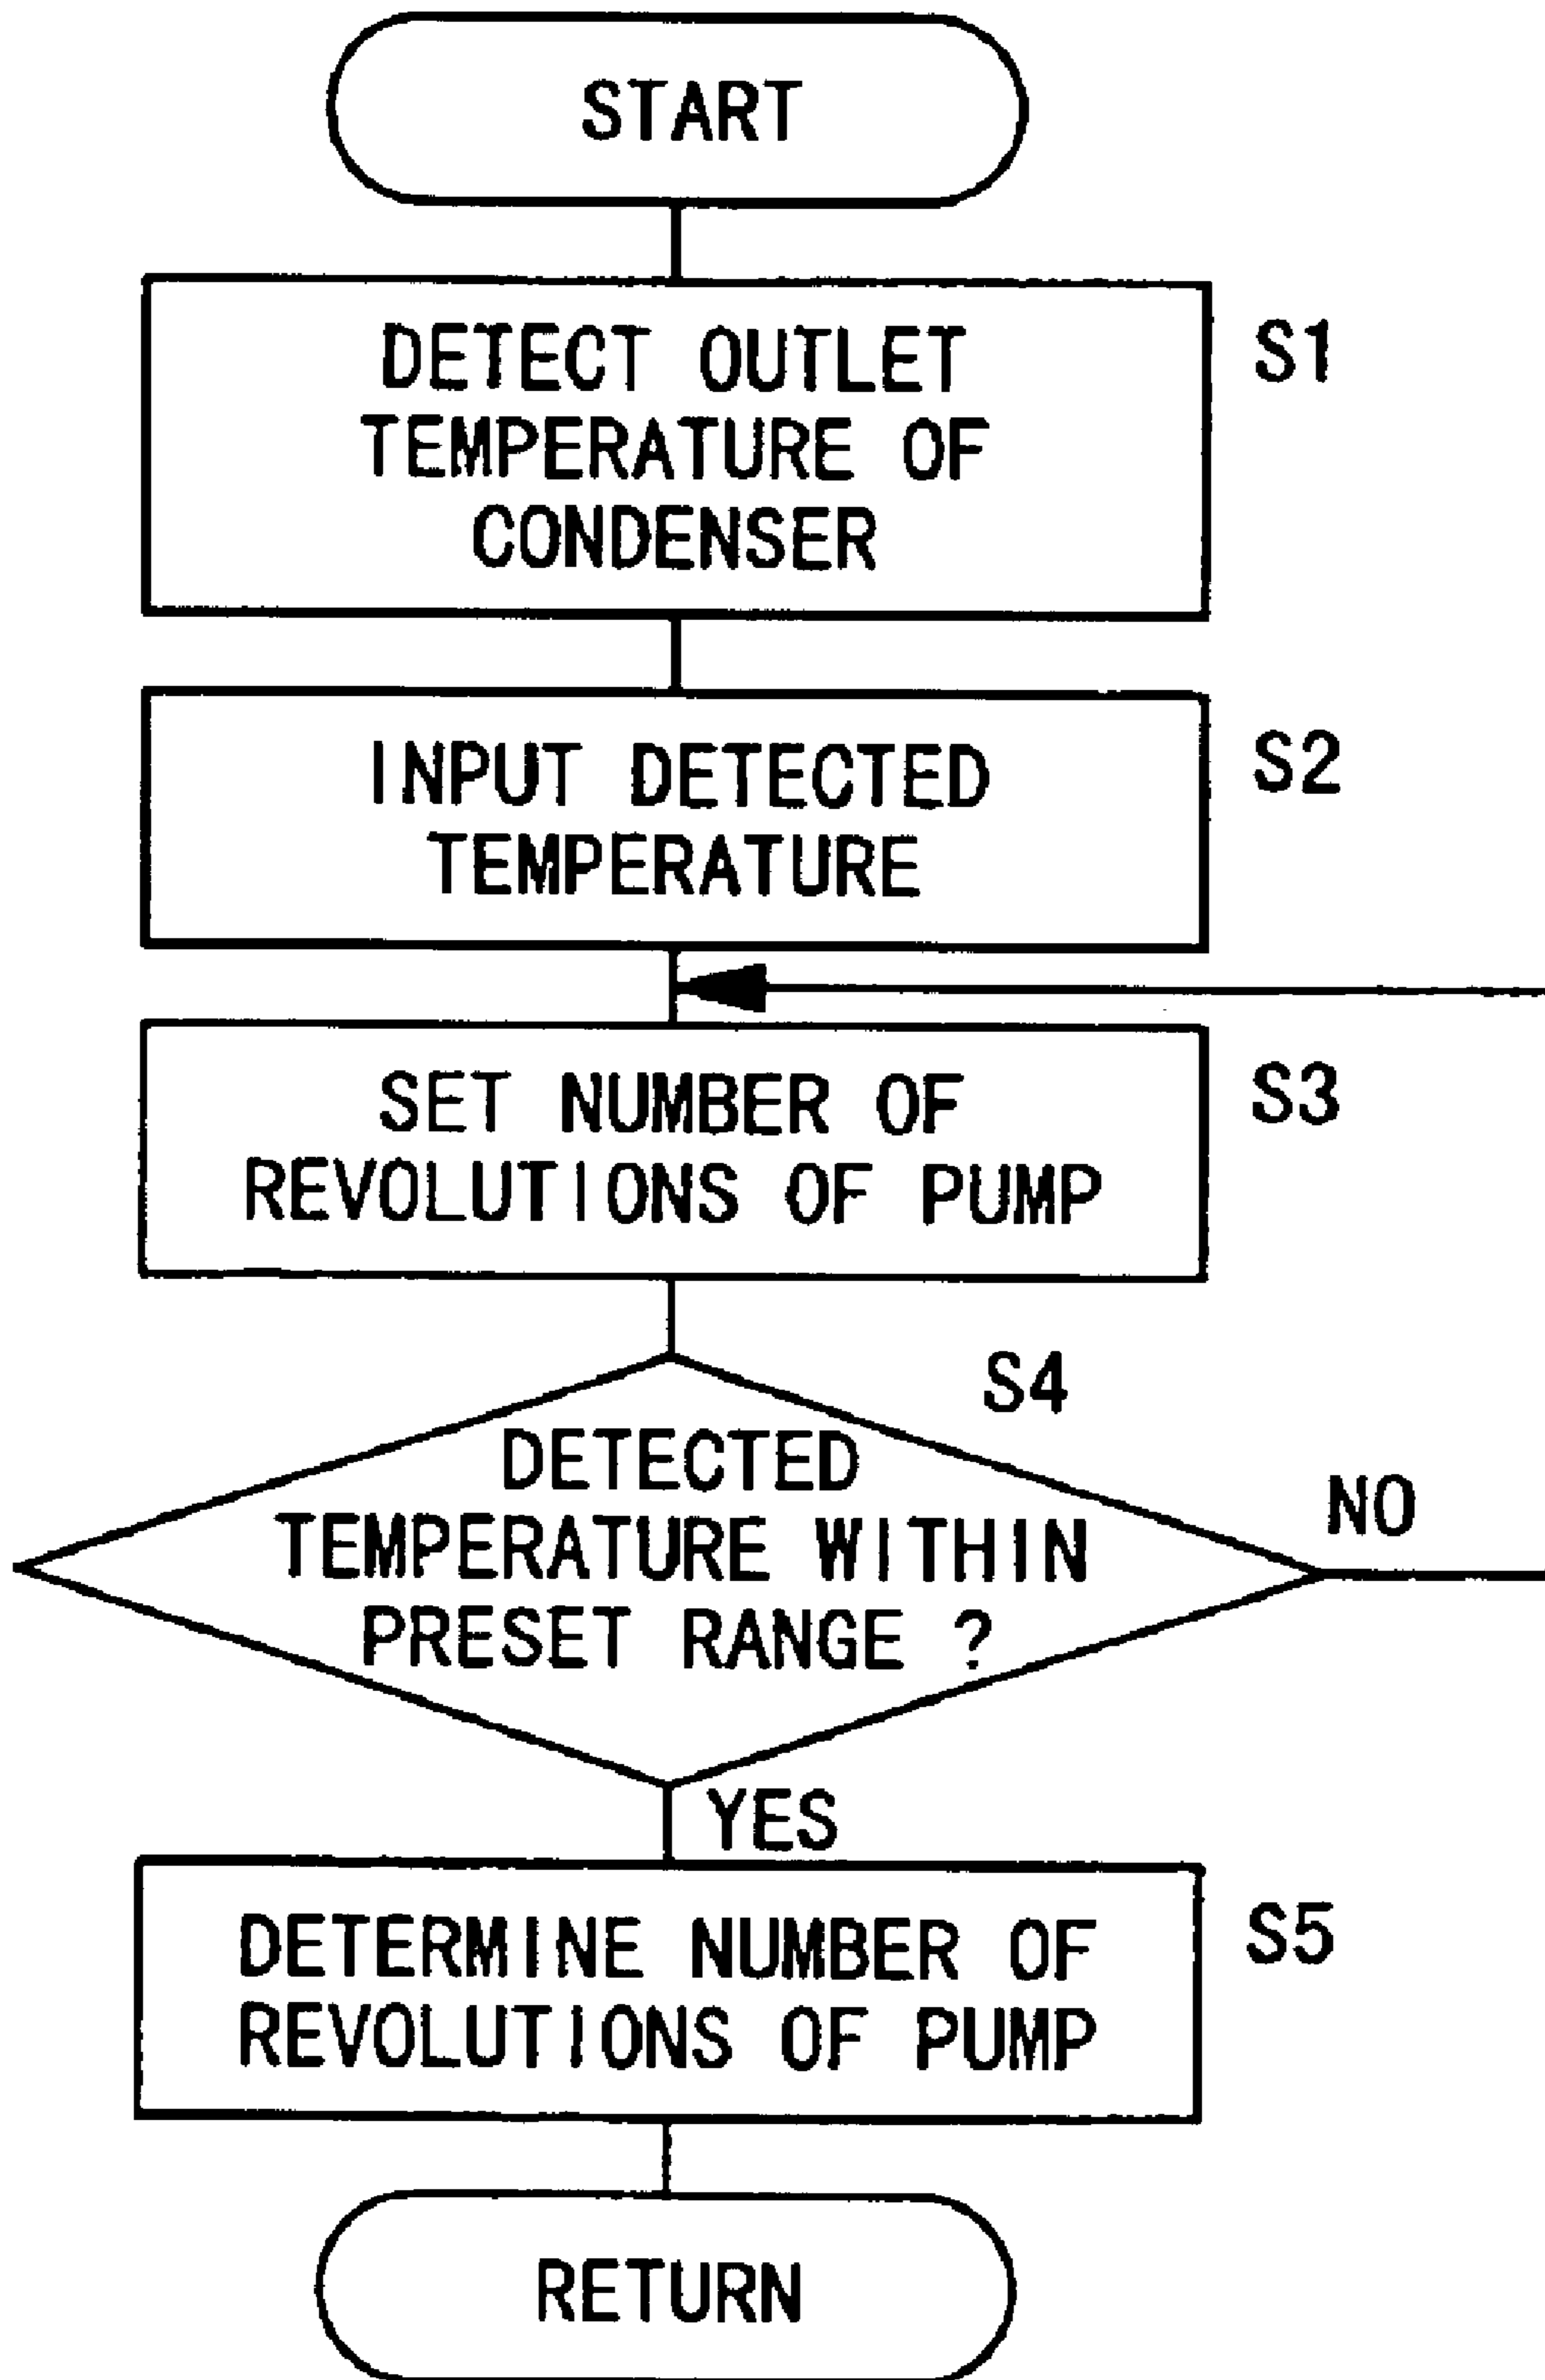 START
DETECT OUTLET
TEMPERATURE OF
CONDENSER
S1
INPUT DETECTED
TEMPERATURE
S2
SET NUMBER OF
REVOLUTIONS OF PUMP
S3
S4
DETECTED
TEMPERATURE WITHIN
PRESET RANGE ?
NO
YES
DETERMINE NUMBER OF
REVOLUTIONS OF PUMP
S5
RETURN